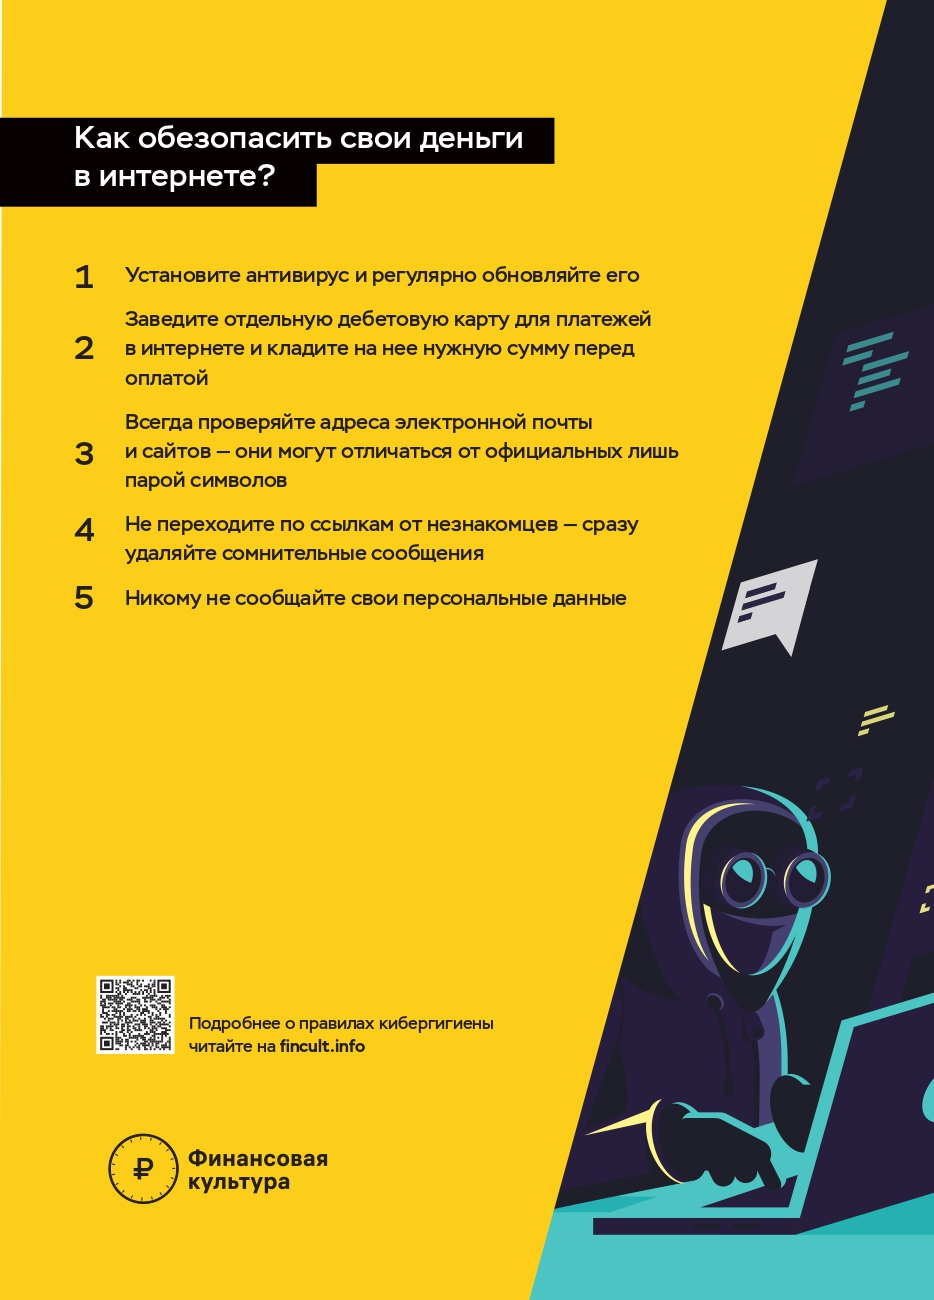 Как обезопасить свои деньги
в интернете?
1 Установите антивирус и регулярно обновляйте его
Заведите отдельную дебетовую карту для платежей
2 в интернете и кладите на нее нужную сумму перед
оплатой
Всегда проверяйте адреса электронной почты
3 и сайтов — они могут отличаться от официальных лишь
парой символов
4 Не переходите по ссылкам от незнакомцев — сразу
удаляйте сомнительные сообщения
5 Никому не сообщайте свои персональные данные
Подробнее о правилах кибергигиены
читайте на fincult.info
₽ Финансовая
культура